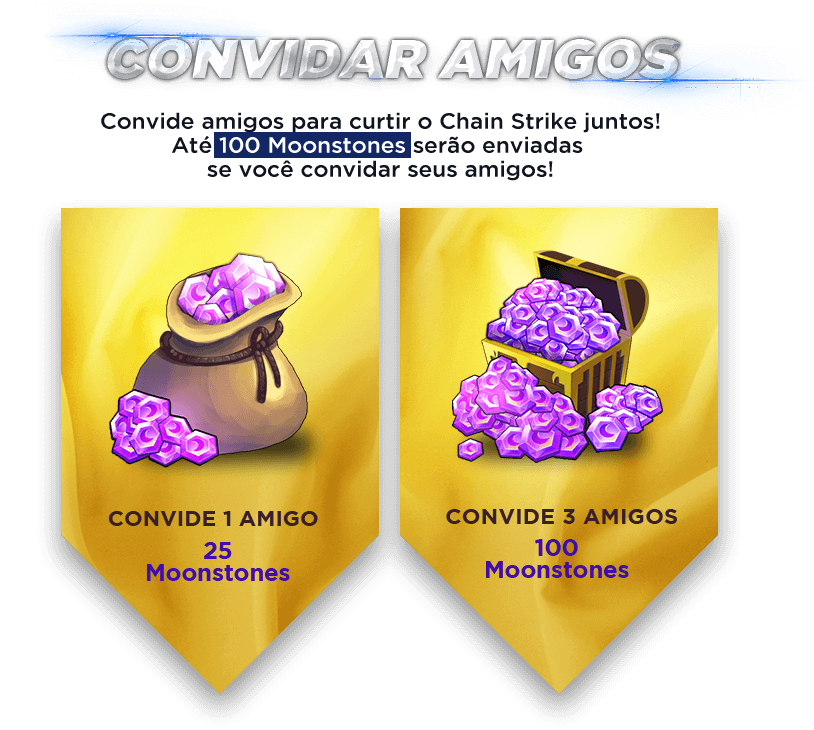 CONVIDAR AMIGOS
Convide amigos para curtir o Chain Strike juntos!
Até 100 Moonstones serão enviadas
se você convidar seus amigos!
CONVIDE 1 AMIGO
25
Moonstones
CONVIDE 3 AMIGOS
100
Moonstones